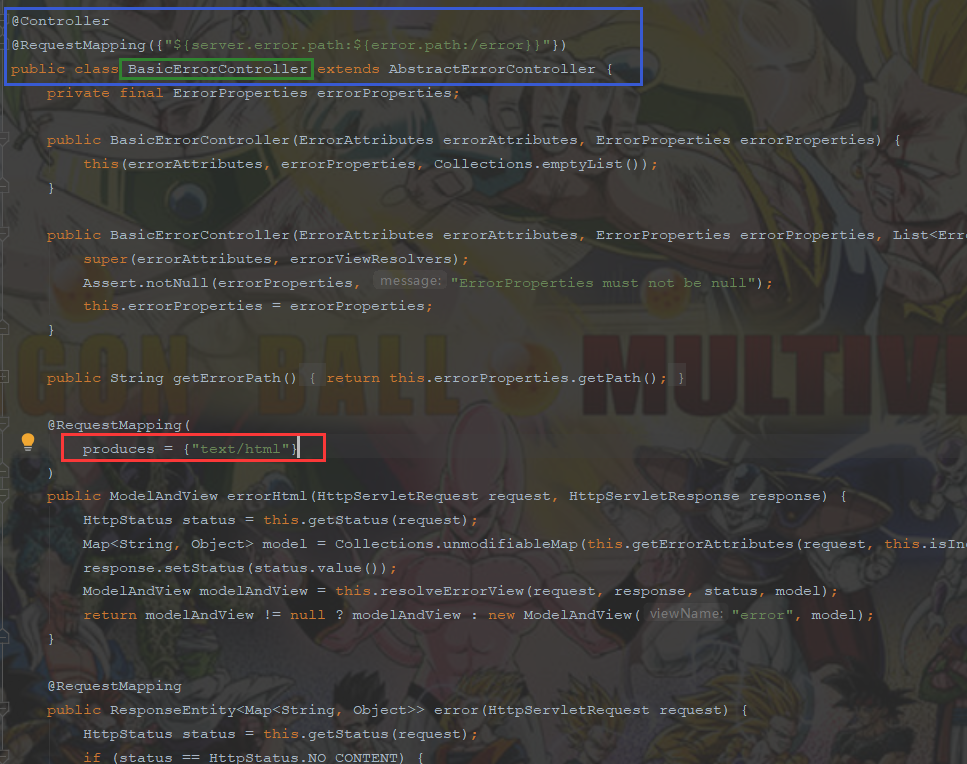 @Controller
@RequestMapping({"${server.error.path:${error.path:/error}}"})
public class BasicErrorController extends AbstractErrorController {
private final ErrorProperties errorProperties;
public BasicErrorController(ErrorAttributes errorAttributes, ErrorProperties errorProperties) {
this(errorAttributes, errorProperties, Collections.emptyList());
}
public BasicErrorController(ErrorAttributes errorAttributes, ErrorProperties errorProperties, List<Erro
super(errorAttributes, errorViewResolvers);
Assert.notNull(errorProperties, message: "ErrorProperties must not be null");
this.errorProperties = errorProperties;
}
GON BALL MULTIV
public String getErrorPath() { return this.errorProperties.getPath(); }
@RequestMapping(
produces = {"text/html"}
)
public ModelAndView errorHtml(HttpServletRequest request, HttpServletResponse response) {
HttpStatus status = this.getStatus(request);
Map<String, Object> model = Collections.unmodifiableMap(this.getErrorAttributes(request, this.isInc
response.setStatus(status.value());
ModelAndView modelAndView = this.resolveErrorView(request, response, status, model);
return modelAndView != null ? modelAndView : new ModelAndView( viewName: "error", model);
}
@RequestMapping
public ResponseEntity<Map<String, Object>> error(HttpServletRequest request) {
HttpStatus status = this.getStatus(request);
if (status == HttpStatus.NO_CONTENT) {